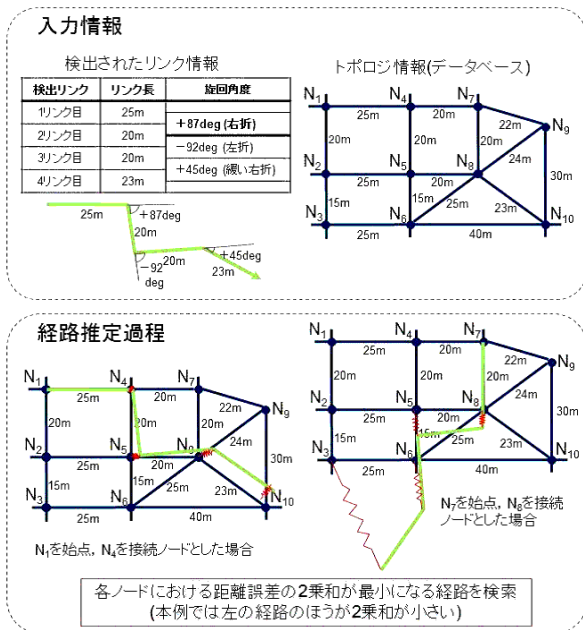 入力情報
検出されたリンク情報
検出リンク リンク長 旋回角度
1リンク目 25m
+87deg (右折)
2リンク目 20m
−92deg (左折)
3リンク目 20m
+45deg (緩い右折)
4リンク目 23m
25m
+87deg
20m
−92
deg
20m
+45deg
23m
トポロジ情報(データベース)
N1 N4 N7
25m 20m 22m N9
20m 20m 20m 24m
N2 N5 N8 30m
25m 20m
15m 15m 25m 23m
N3 N6 N10
25m 40m
経路推定過程
N1 N4 N7
25m 20m 22m N9
20m 20m 20m 24m
N2 N5 N8 30m
25m 20m
15m 15m 25m 23m
N3 N6 N10
25m 40m
N1を始点，N4を接続ノードとした場合
N1 N4 N7
25m 20m 22m N9
20m 20m 20m 24m
N2 N5 N8 30m
25m 20m
15m 15m 25m 23m
N3 N6 N10
25m 40m
N7を始点，N8を接続
ノードとした場合
各ノードにおける距離誤差の2乗和が最小になる経路を検索
(本例では左の経路のほうが2乗和が小さい)